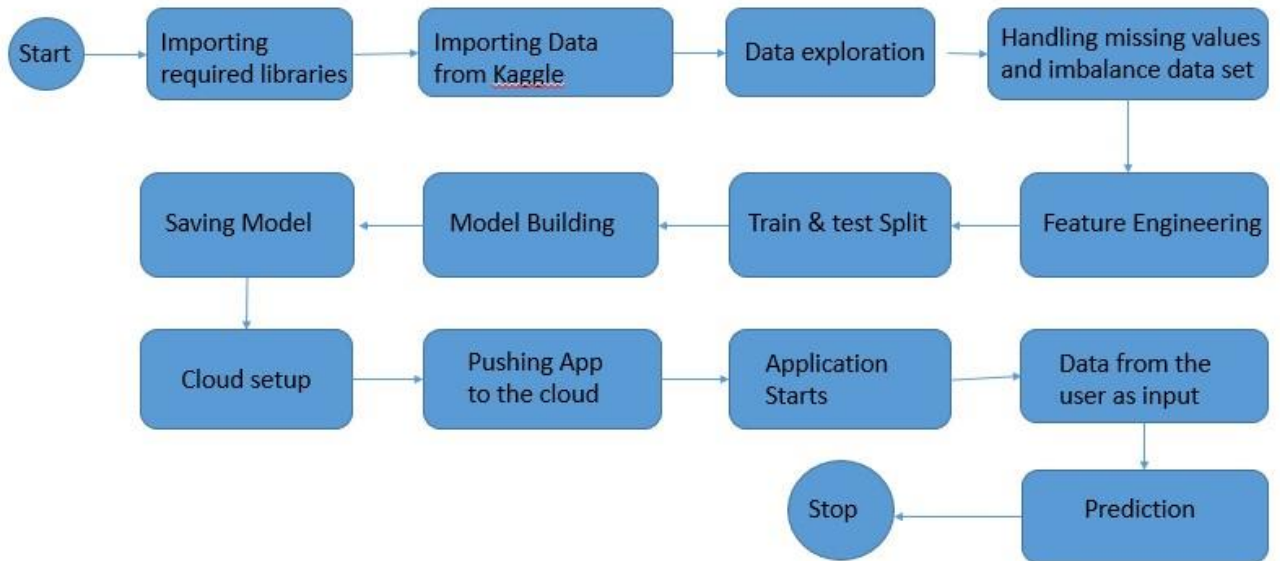 Start
Importing
required libraries
Importing Data
from Kaggle
Data exploration
Handling missing values
and imbalance data set
Feature Engineering
Train & test Split
Model Building
Saving Model
Cloud setup
Pushing App
to the cloud
Application
Starts
Data from the
user as input
Prediction
Stop